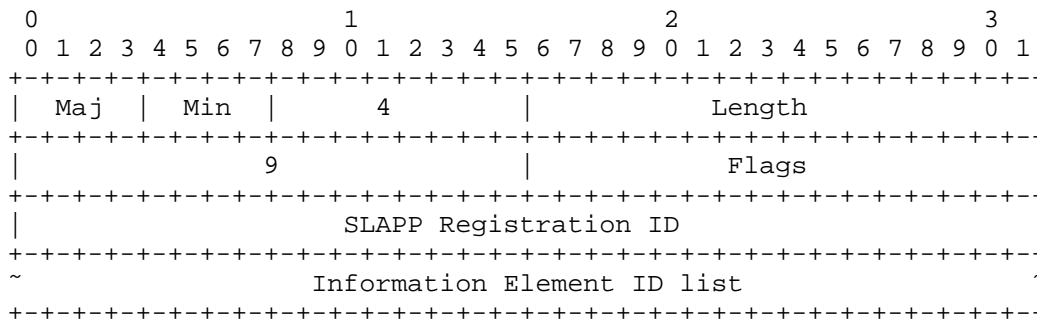 0                   1                   2                   3
 0 1 2 3 4 5 6 7 8 9 0 1 2 3 4 5 6 7 8 9 0 1 2 3 4 5 6 7 8 9 0 1
+-+-+-+-+-+-+-+-+-+-+-+-+-+-+-+-+-+-+-+-+-+-+-+-+-+-+-+-+-+-+-+-
|  Maj  |  Min  |       4       |           Length
+-+-+-+-+-+-+-+-+-+-+-+-+-+-+-+-+-+-+-+-+-+-+-+-+-+-+-+-+-+-+-+-
|               9               |            Flags
+-+-+-+-+-+-+-+-+-+-+-+-+-+-+-+-+-+-+-+-+-+-+-+-+-+-+-+-+-+-+-+-
|                    SLAPP Registration ID
+-+-+-+-+-+-+-+-+-+-+-+-+-+-+-+-+-+-+-+-+-+-+-+-+-+-+-+-+-+-+-+-
~                  Information Element ID list                  ~
+-+-+-+-+-+-+-+-+-+-+-+-+-+-+-+-+-+-+-+-+-+-+-+-+-+-+-+-+-+-+-+-